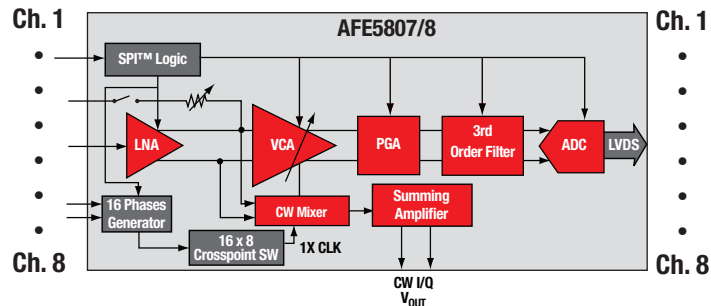 Ch. 1
AFE5807/8
Ch. 1
SPI™ Logic
LNA
VCA
PGA
3rd
Order Filter
ADC
LVDS
16 Phases
Generator
CW Mixer
Summing
Amplifier
16 x 8
Crosspoint SW
1X CLK
Ch. 8
Ch. 8
CW I/Q
VOUT